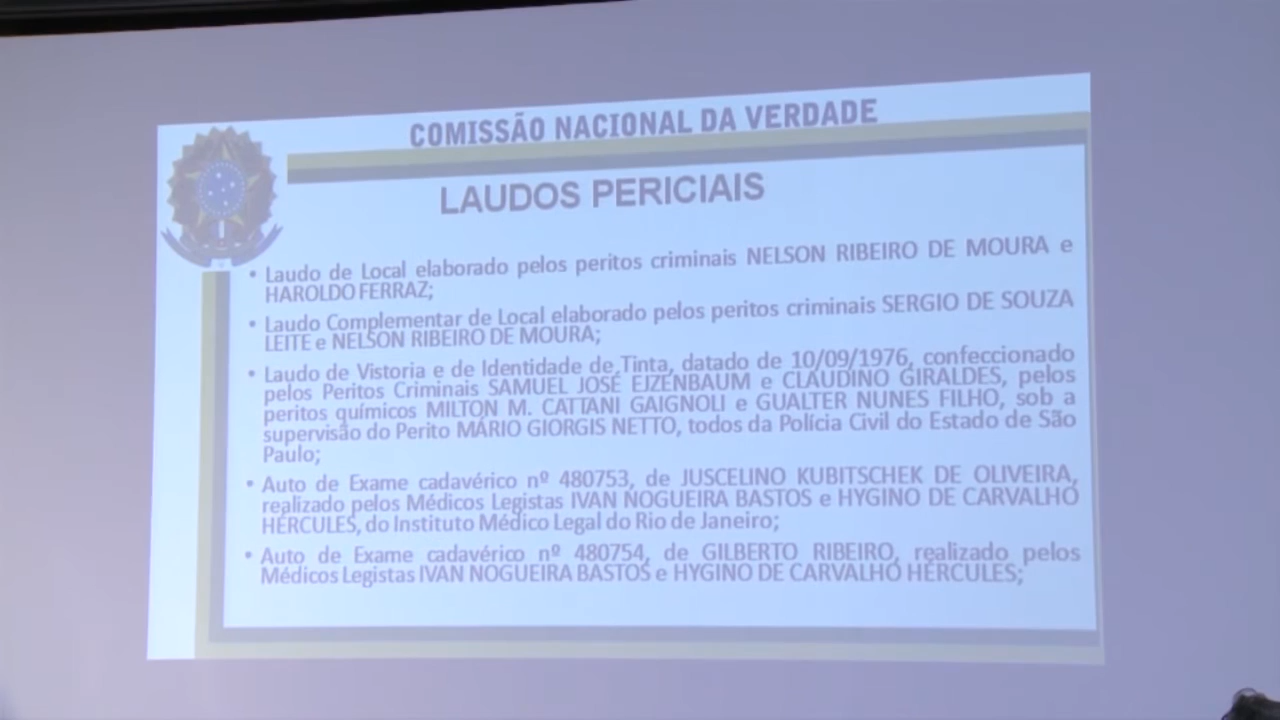 COMISSÃO NACIONAL DA VERDADE
LAUDOS PERICIAIS
• Laudo de Local elaborado pelos peritos criminais NELSON RIBEIRO DE MOURA e
HAROLDO FERRAZ;
• Laudo Complementar de Local elaborado pelos peritos criminais SERGIO DE SOUZA
LEITE e NELSON RIBEIRO DE MOURA;
• Laudo de Vistoria e de Identidade de Tinta, datado de 10/09/1976, confeccionado
pelos Peritos Criminais SAMUEL JOSÉ EJZENBAUM e CLAUDINO GIRALDES, pelos
peritos químicos MILTON M. CATTANI GAIGNOLI e GUALTER NUNES FILHO, sob a
supervisão do Perito MÁRIO GIORGIS NETTO, todos da Polícia Civil do Estado de São
Paulo;
• Auto de Exame cadavérico nº 480753, de JUSCELINO KUBITSCHEK DE OLIVEIRA,
realizado pelos Médicos Legistas IVAN NOGUEIRA BASTOS e HYGINO DE CARVALHO
HÉRCULES, do Instituto Médico Legal do Rio de Janeiro;
• Auto de Exame cadavérico nº 480754, de GILBERTO RIBEIRO, realizado pelos
Médicos Legistas IVAN NOGUEIRA BASTOS e HYGINO DE CARVALHO HÉRCULES;